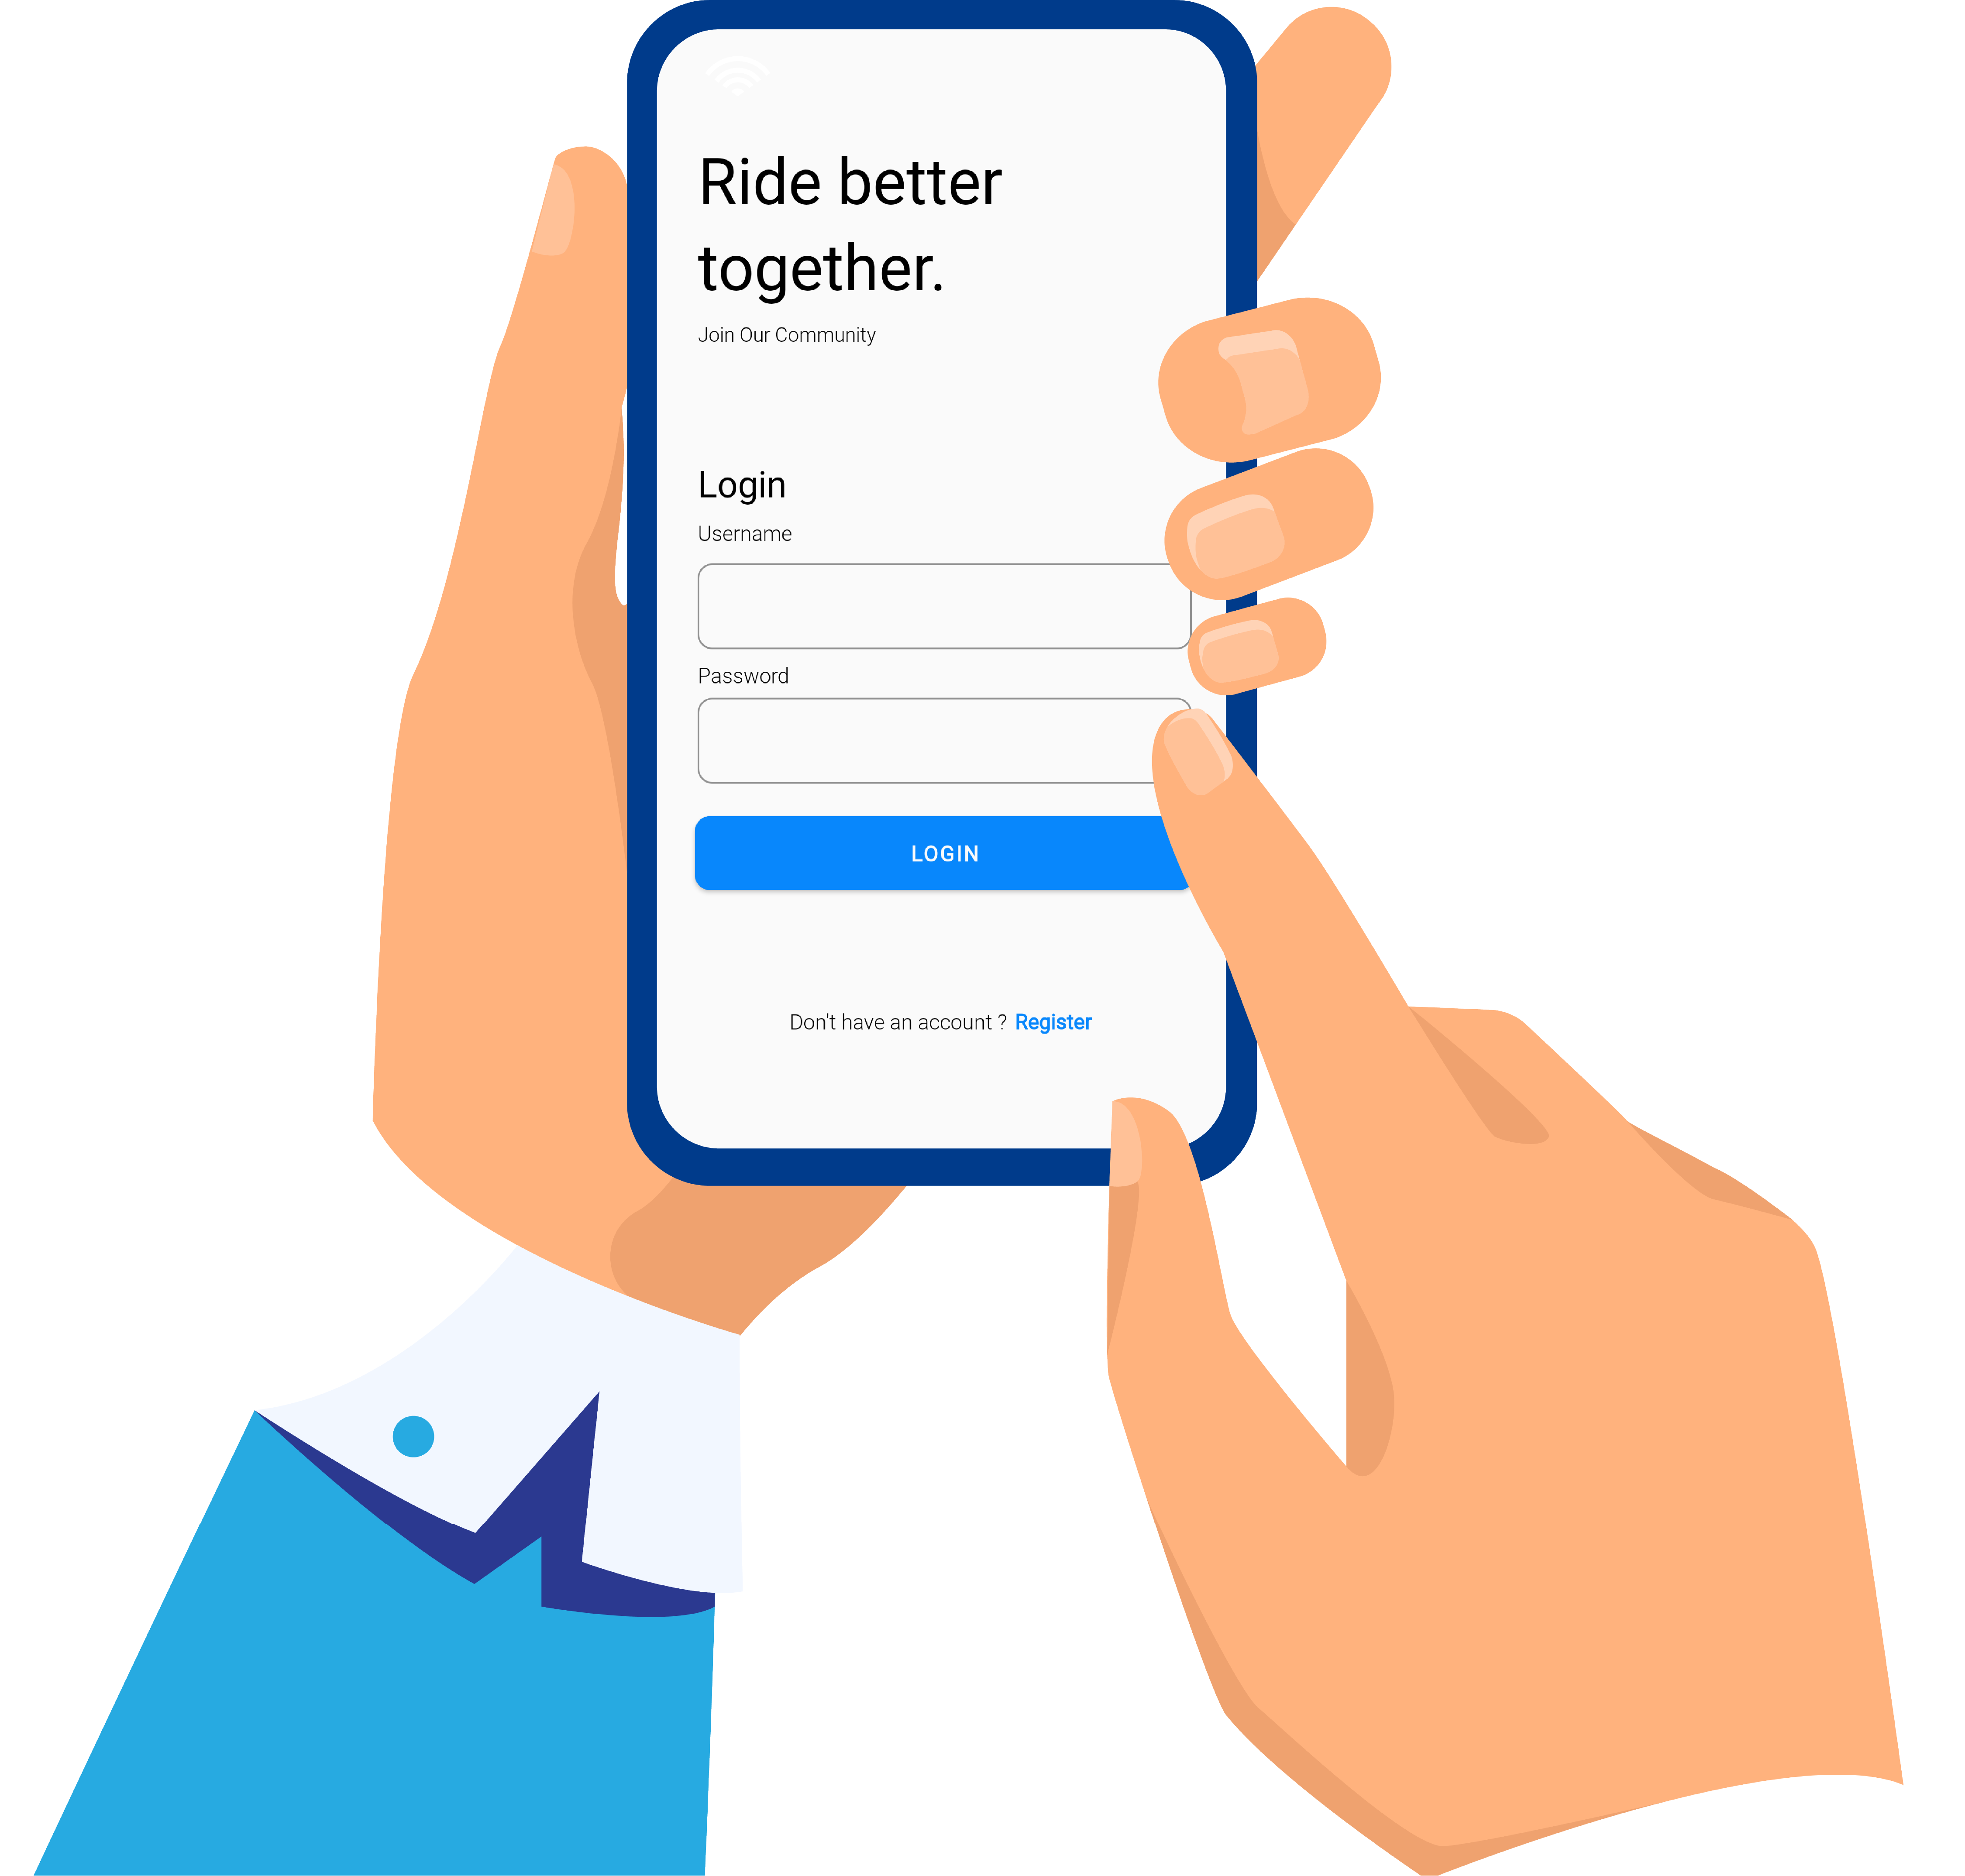 Ride better
together.
Join Our Community
Login
Username
Password
LOGIN
Don't have an account ? Register